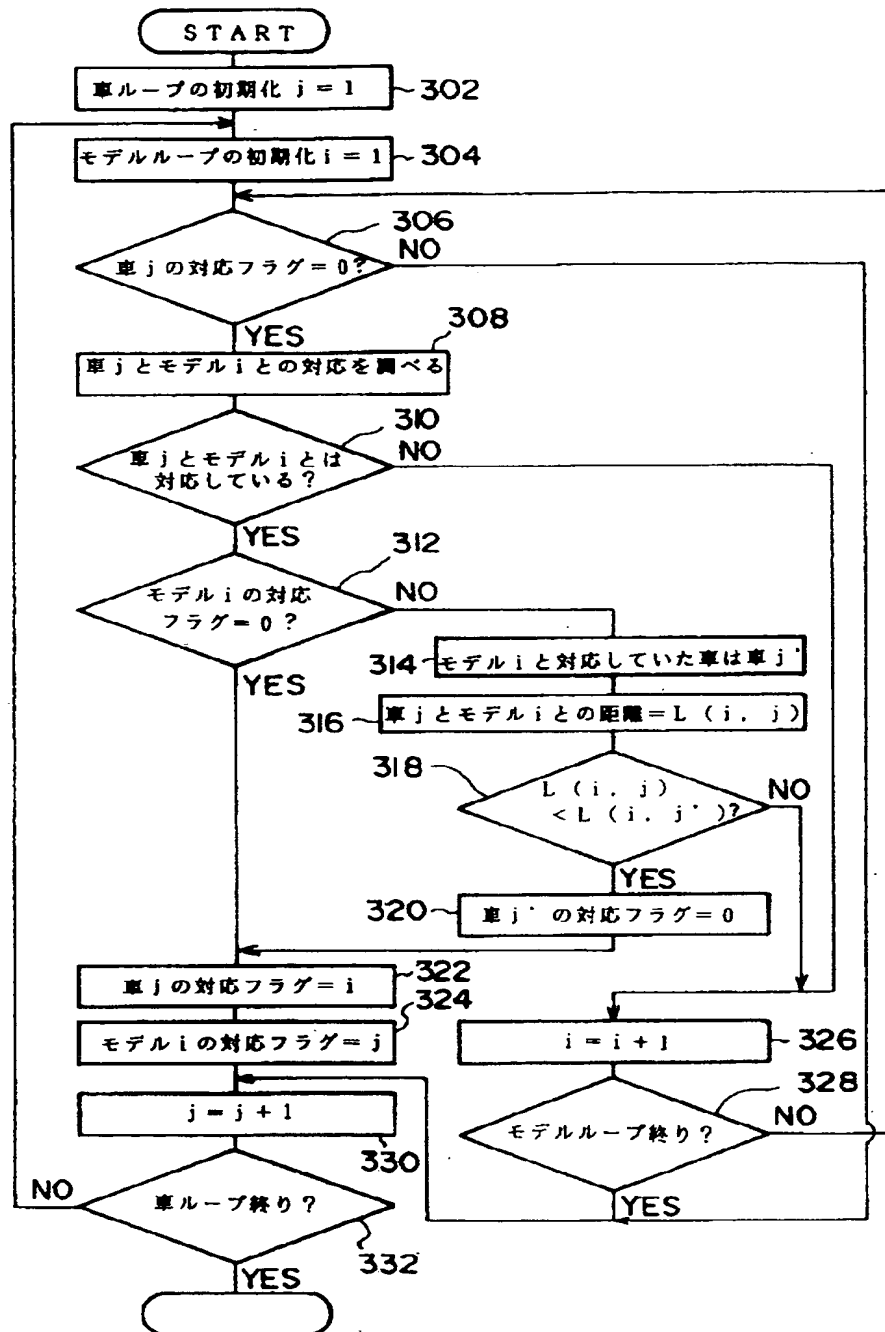 START
車ループの初期化 j = 1
302
モデルループの初期化 i = 1
304
306
車 j の対応フラグ = 0?
NO
YES
308
車 j とモデル i との対応を調べる
310
車 j とモデル i とは
対応している?
NO
YES
312
モデル i の対応
フラグ = 0?
NO
YES
314
モデル i と対応していた車は車 j'
316
車 j とモデル i との距離 = L (i, j)
318
L (i, j)
< L (i, j')?
NO
YES
320
車 j' の対応フラグ = 0
322
車 j の対応フラグ = i
324
モデル i の対応フラグ = j
i = i + 1
326
328
j = j + 1
330
モデルループ終り?
NO
YES
NO
車ループ終り?
332
YES